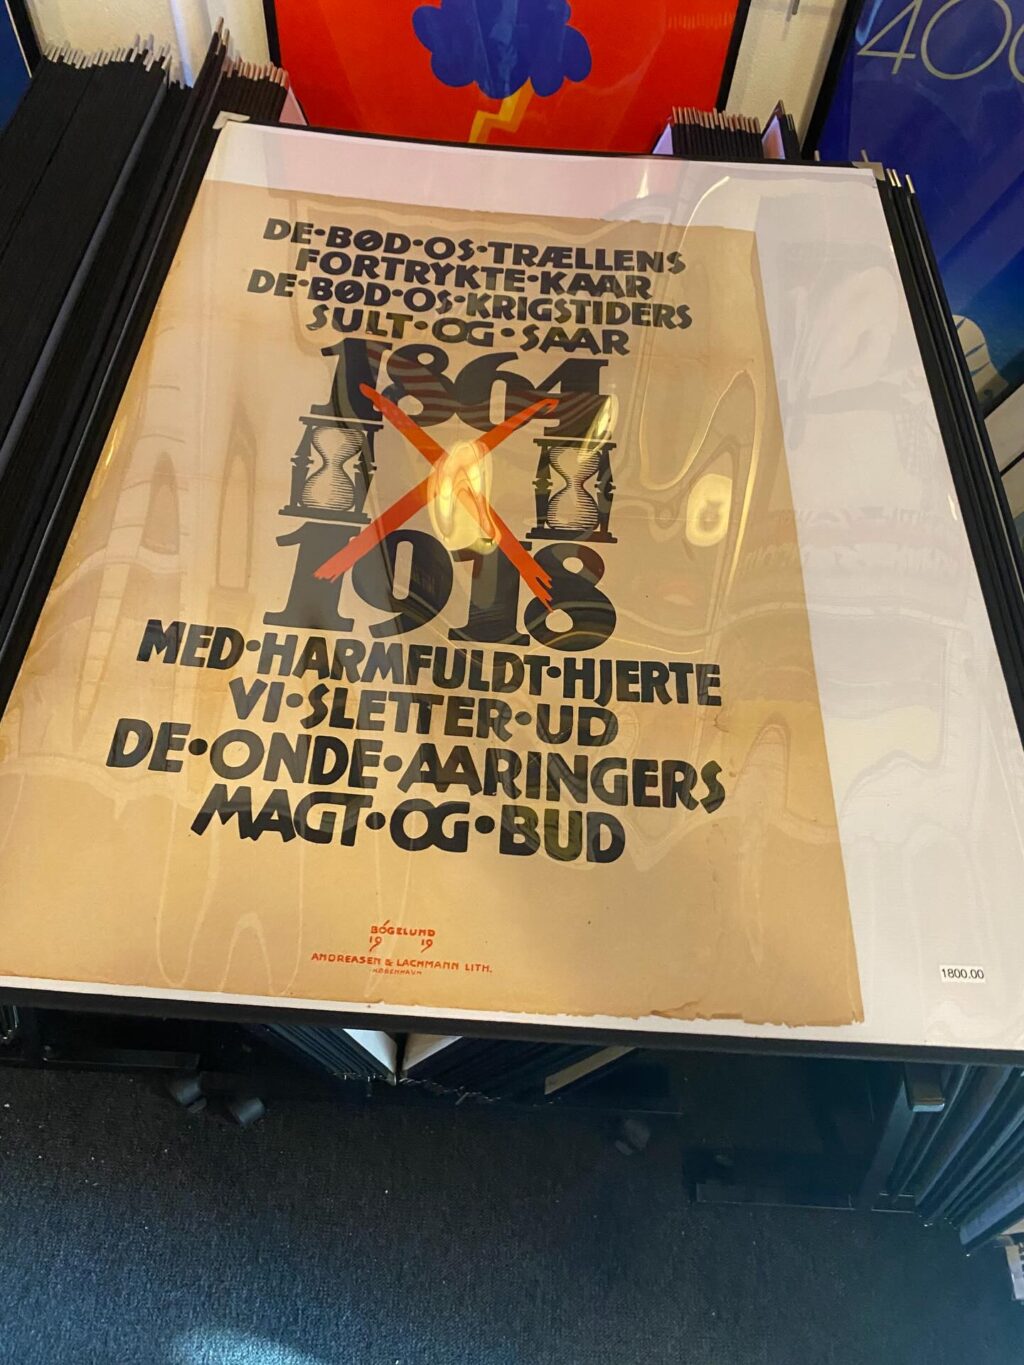 400
DE·BØD·OS·TRÆLLENS
FORTRYKTE·KAAR
DE·BØD·OS·KRIGSTIDERS
SULT·OG·SAAR
1864
1918
MED·HARMFULDT·HJERTE
VI·SLETTER·UD
DE·ONDE·AARINGERS
MAGT·OG·BUD
BÓGELUND
19 19
ANDREASEN & LACHMANN LITH.
KØBENHAVN
1800.00